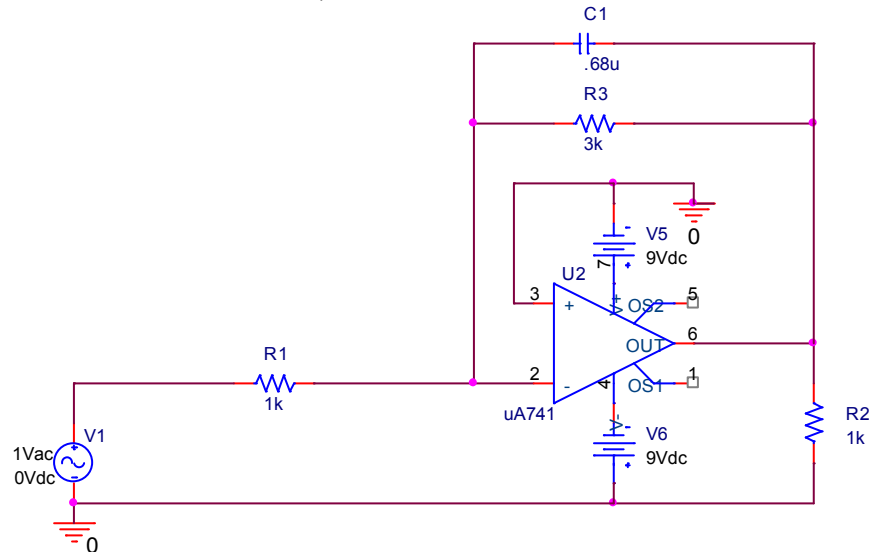 C1
.68u
R3
3k
V5
-
0
9Vdc
7
+
U2
5
3
+
V+
OS2
6
R1
OUT
2
-
4
OS1
1
1k
uA741
R2
V-
V6
-
1k
V1
1Vac
+
9Vdc
0Vdc
-
+
0